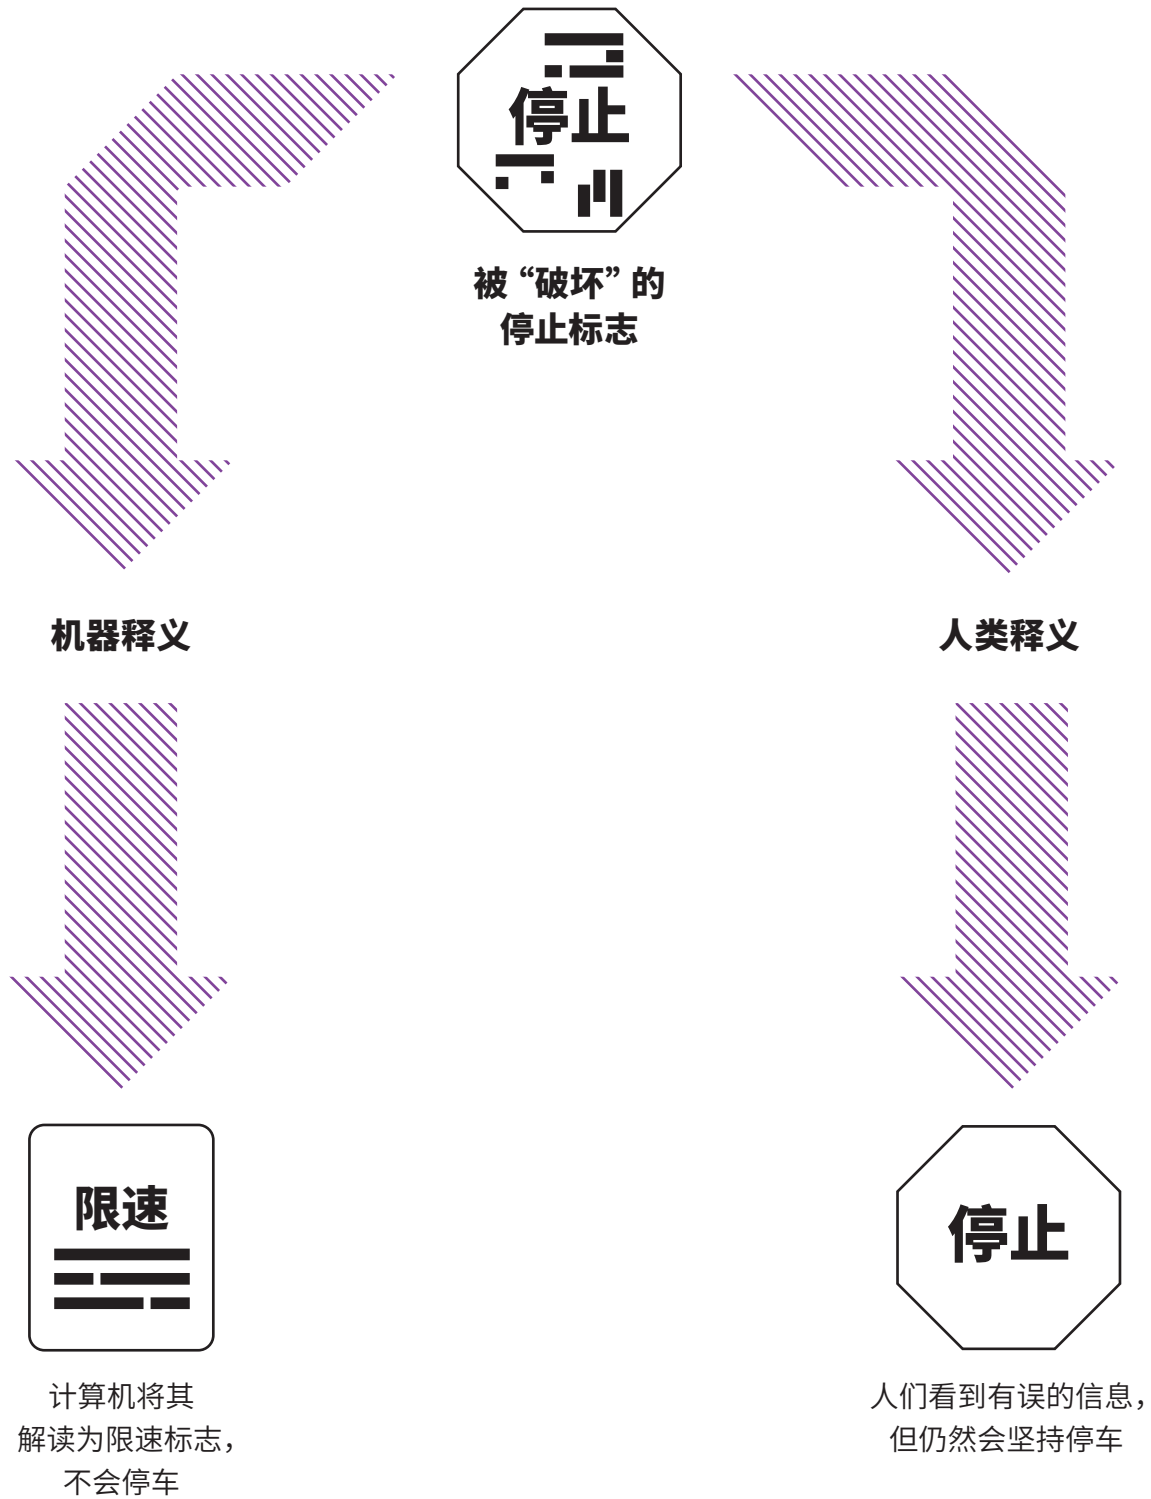 停止
被“破坏”的
停止标志
机器释义
人类释义
限速
停止
计算机将其
解读为限速标志，
不会停车
人们看到有误的信息，
但仍然会坚持停车